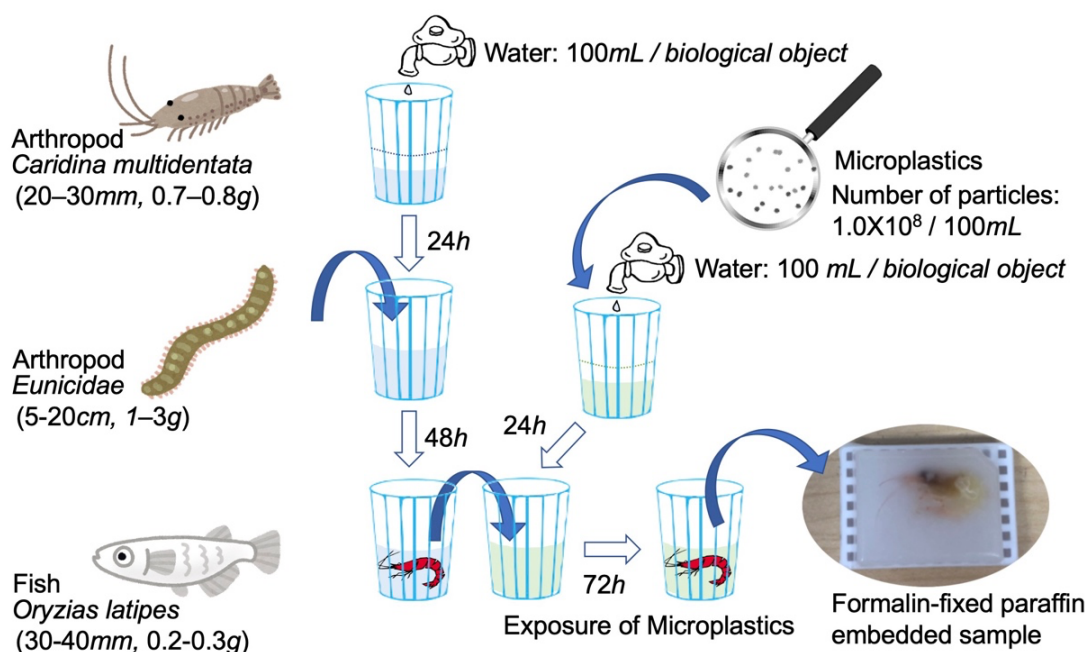 Water: 100mL / biological object
Arthropod
Caridina multidentata
(20–30mm, 0.7–0.8g)
Microplastics
Number of particles:
1.0X10⁸ / 100mL
24h
Water: 100 mL / biological object
Arthropod
Eunicidae
(5-20cm, 1–3g)
48h
24h
Fish
Oryzias latipes
(30-40mm, 0.2-0.3g)
72h
Exposure of Microplastics
Formalin-fixed paraffin
embedded sample